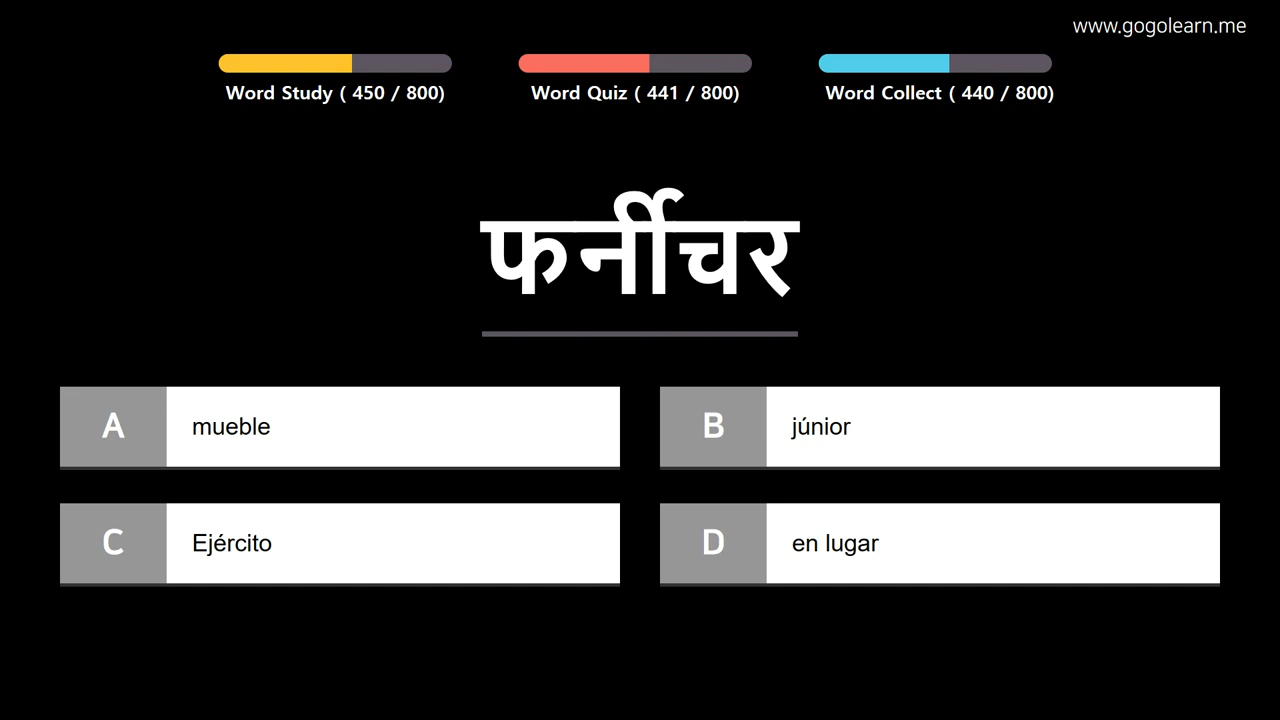 www.gogolearn.me
Word Study ( 450 / 800)
Word Quiz ( 441 / 800)
Word Collect ( 440 / 800)
फर्नीचर
A mueble
B júnior
C Ejército
D en lugar